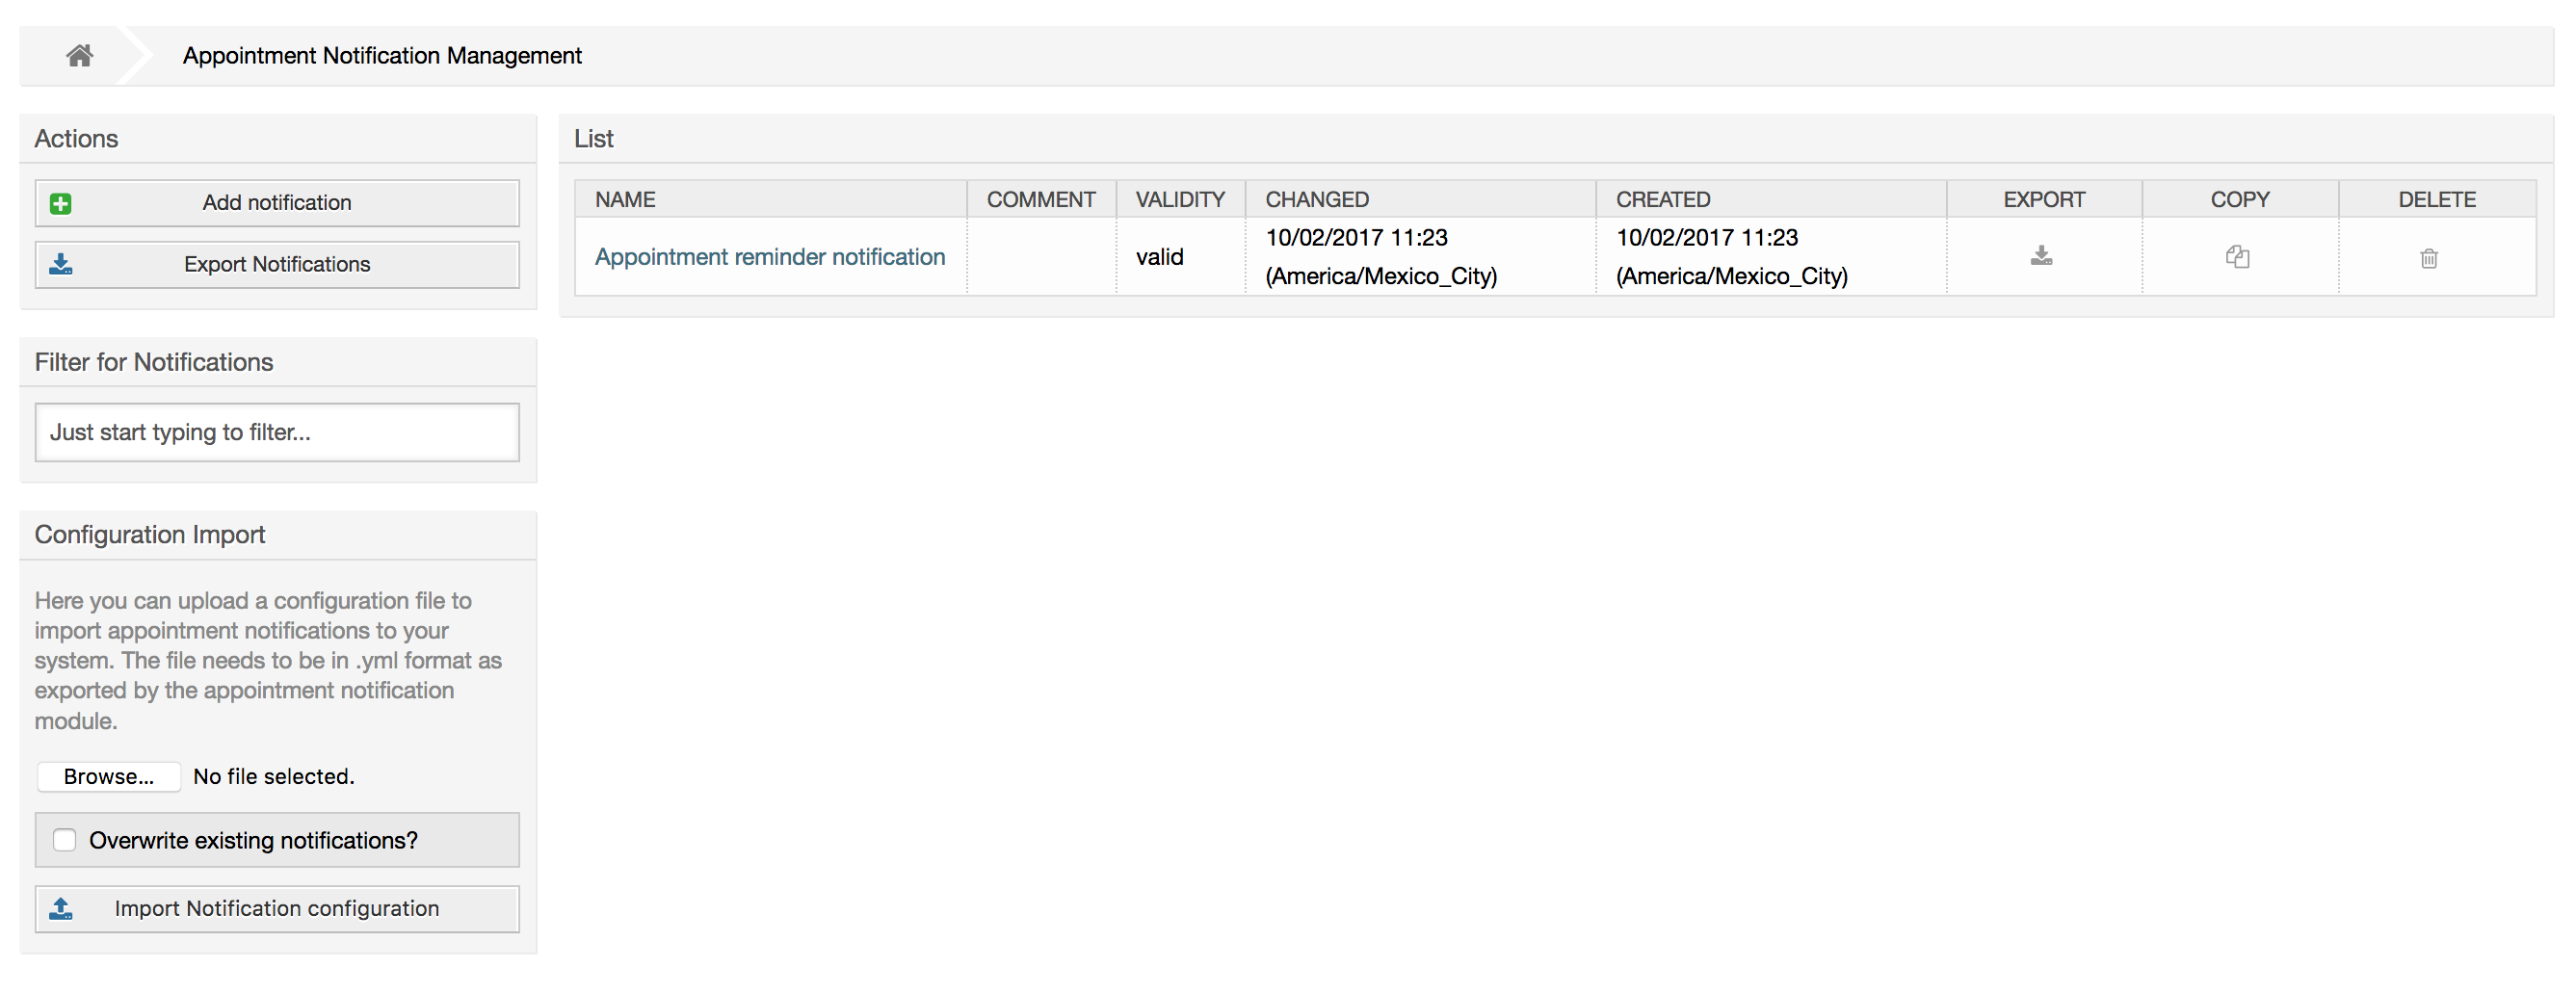 Appointment Notification Management
Actions
Add notification
Export Notifications
Filter for Notifications
Just start typing to filter...
Configuration Import
Here you can upload a configuration file to
import appointment notifications to your
system. The file needs to be in .yml format as
exported by the appointment notification
module.
Browse... No file selected.
Overwrite existing notifications?
Import Notification configuration
List
NAME COMMENT VALIDITY CHANGED CREATED EXPORT COPY DELETE
Appointment reminder notification valid 10/02/2017 11:23 10/02/2017 11:23
(America/Mexico_City) (America/Mexico_City)